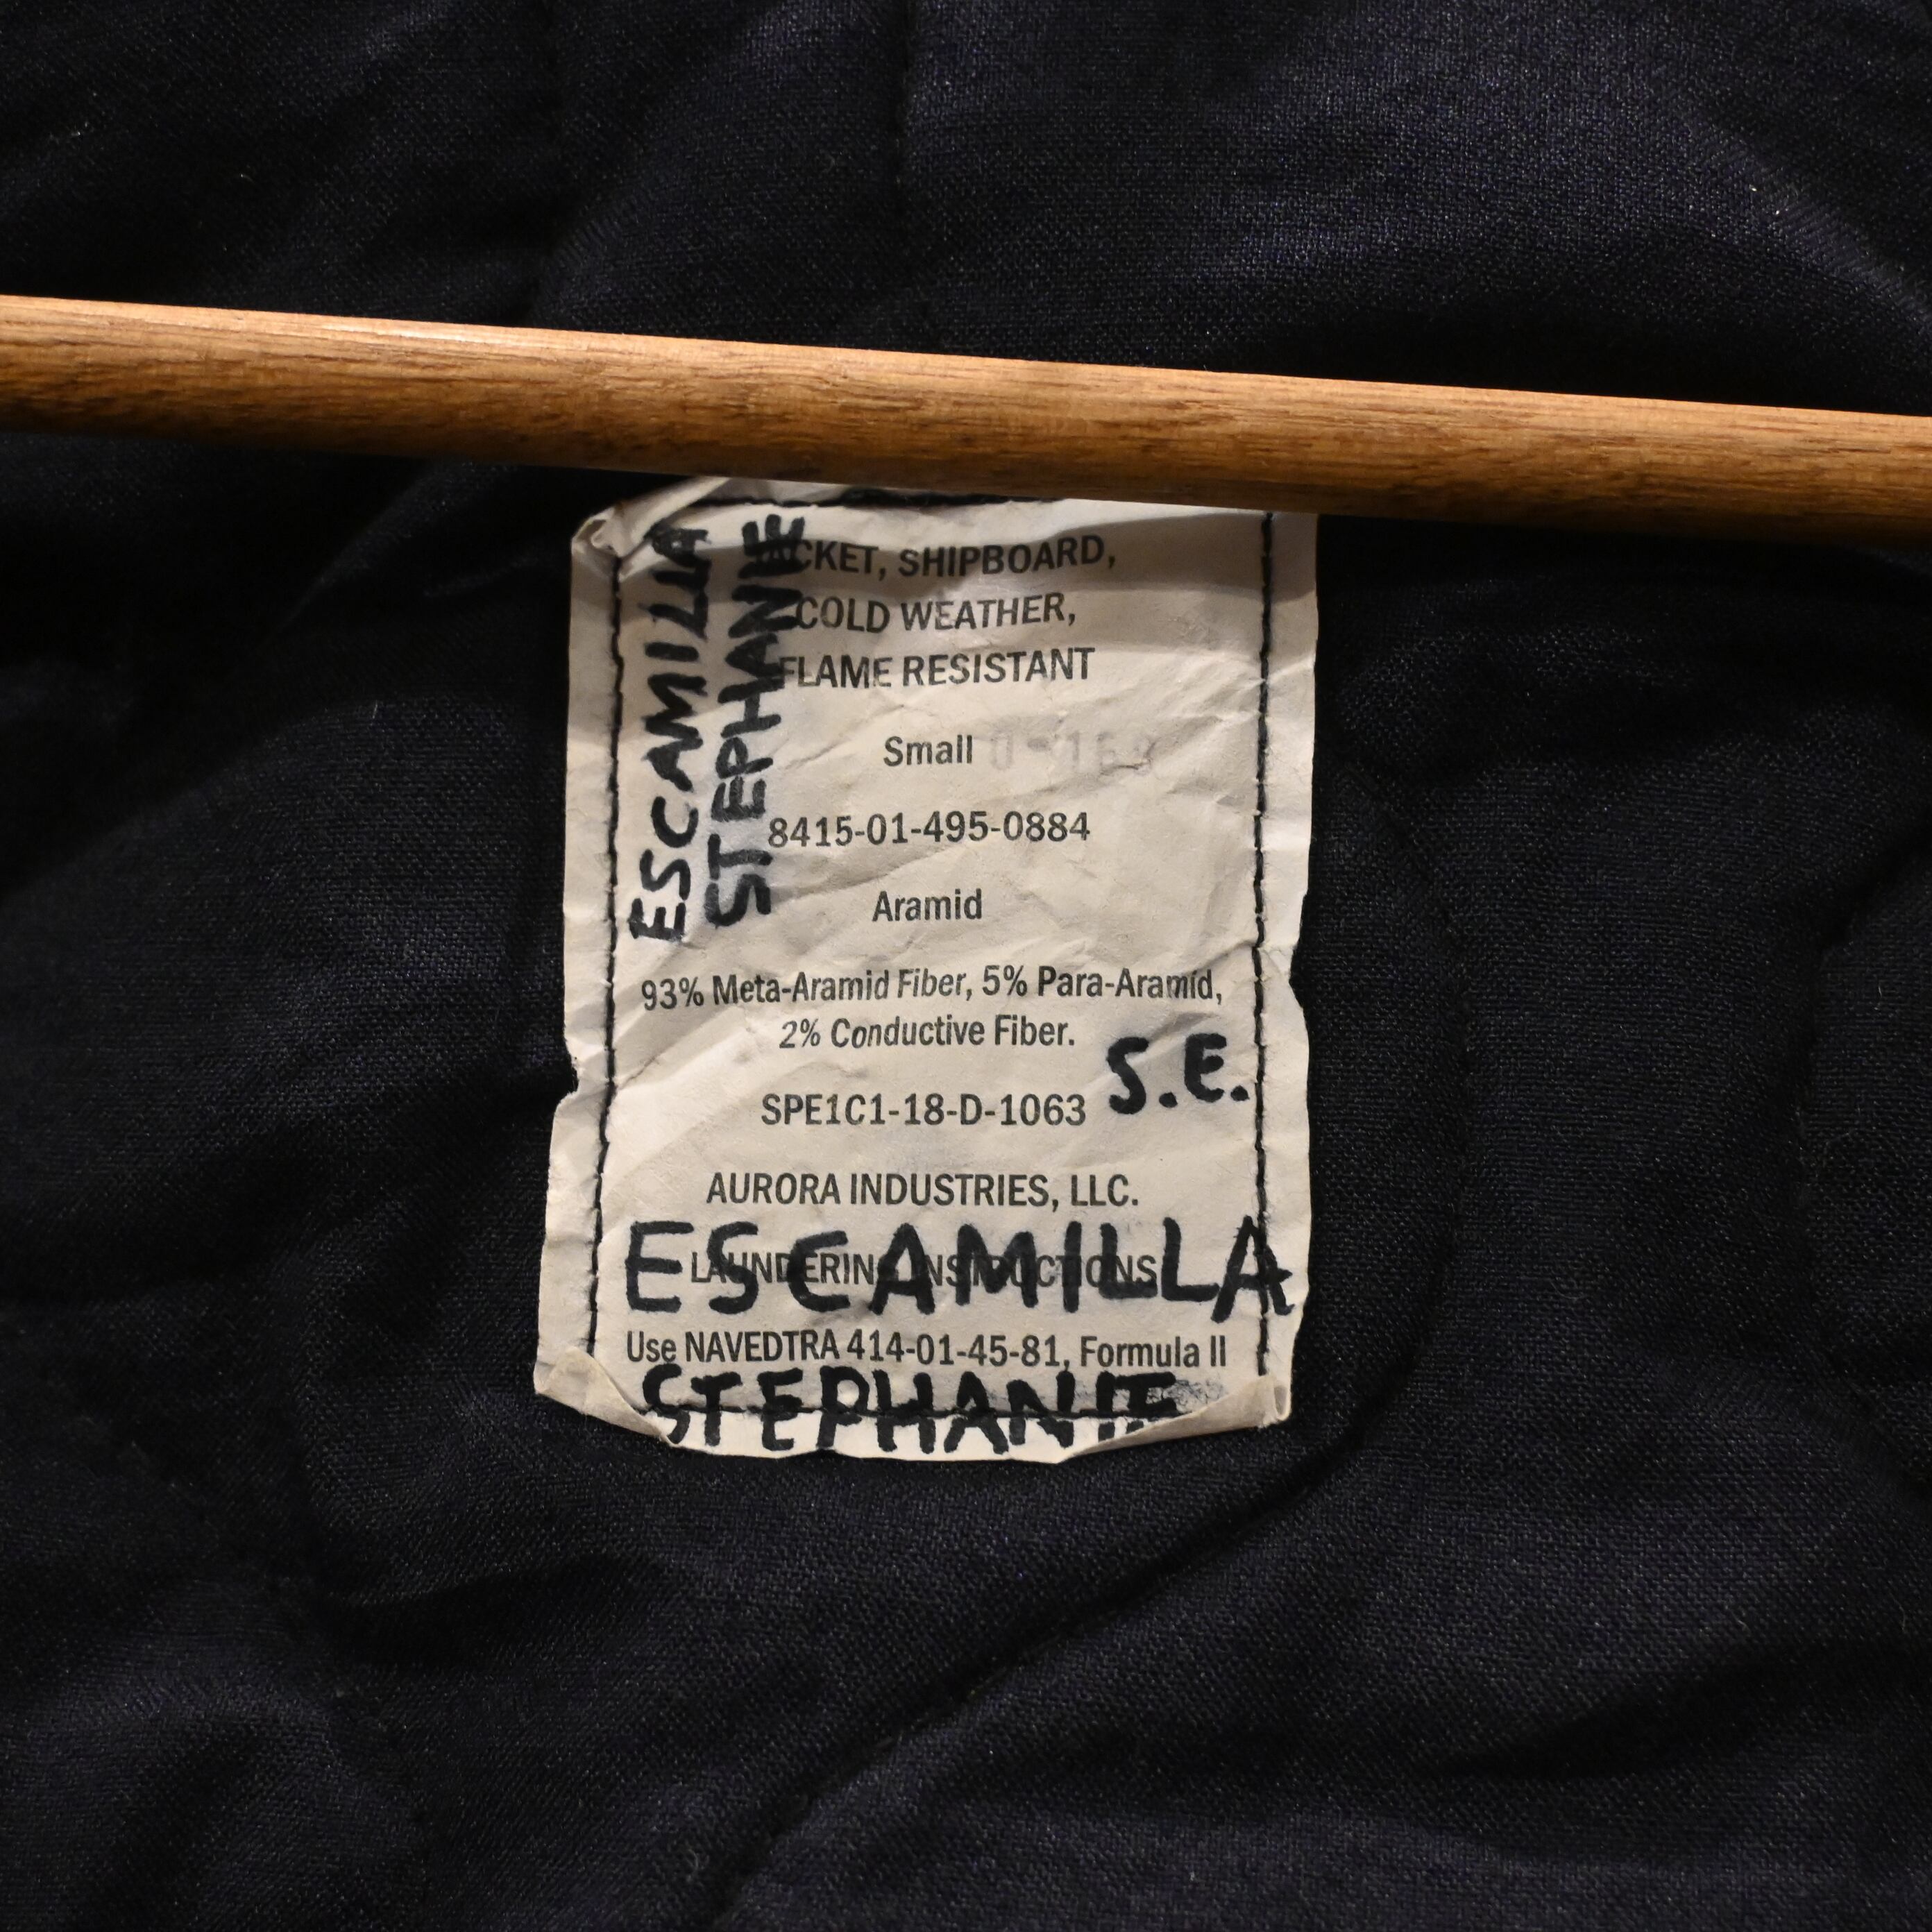 ESCAMILLA
STEPHANIE
CKET, SHIPBOARD,
COLD WEATHER,
FLAME RESISTANT
Small
8415-01-495-0884
Aramid
93% Meta-Aramid Fiber, 5% Para-Aramid,
2% Conductive Fiber.
S.E.
SPE1C1-18-D-1063
AURORA INDUSTRIES, LLC.
LAUNDERING INSTRUCTIONS
ESCAMILLA
Use NAVEDTRA 414-01-45-81, Formula II
STEPHANIE